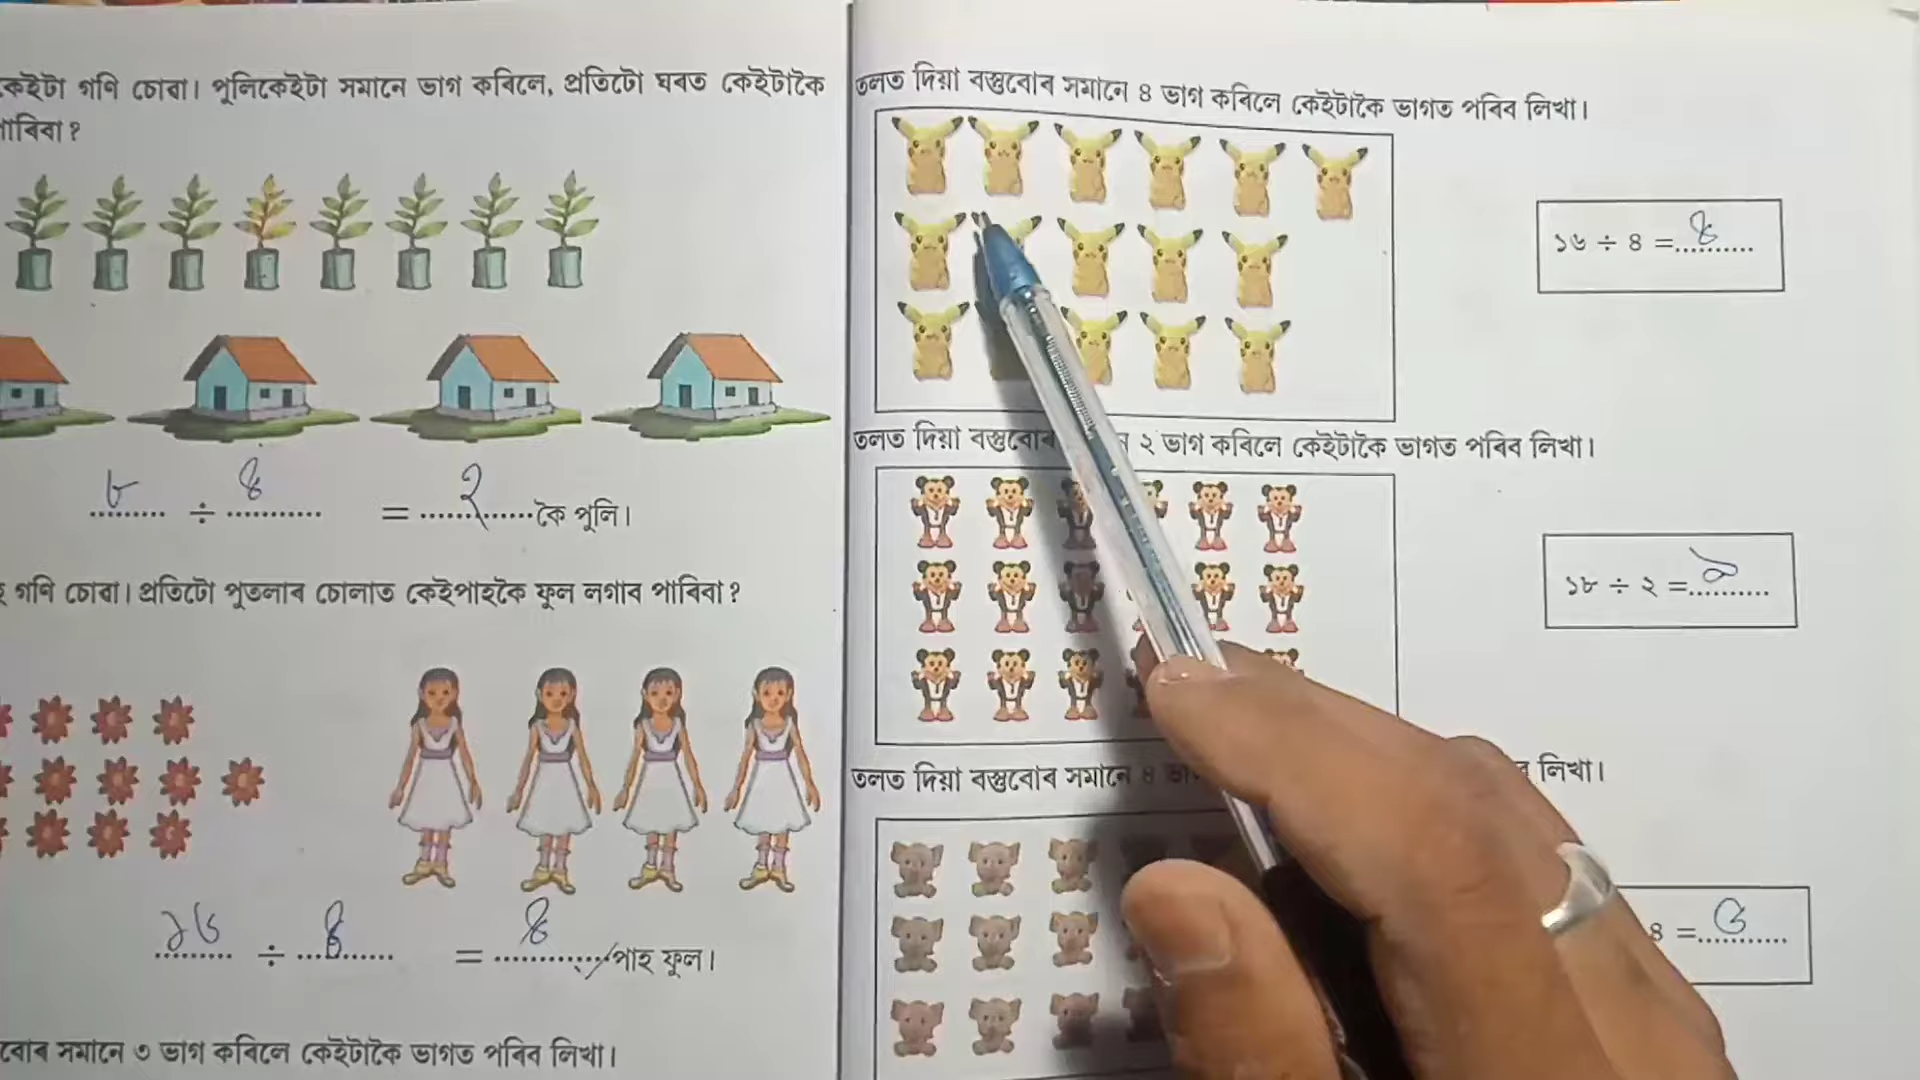 কেইটা গণি চোৱা। পুলিকেইটা সমানে ভাগ কৰিলে, প্ৰতিটো ঘৰত কেইটাকৈ
পাৰিবা?
৮ ÷ ৪ = ২ কৈ পুলি।
গণি চোৱা। প্ৰতিটো পুতলাৰ চোলাত কেইপাহকৈ ফুল লগাব পাৰিবা?
১৬ ÷ ৪ = ৪ পাহ ফুল।
সমানে ৩ ভাগ কৰিলে কেইটাকৈ ভাগত পৰিব লিখা।
তলত দিয়া বস্তুবোৰ সমানে ৪ ভাগ কৰিলে কেইটাকৈ ভাগত পৰিব লিখা।
১৬ ÷ ৪ = ৪
তলত দিয়া বস্তুবোৰ ২ ভাগ কৰিলে কেইটাকৈ ভাগত পৰিব লিখা।
১৮ ÷ ২ = ৯
তলত দিয়া বস্তুবোৰ সমানে ৪ লিখা।
৪ =